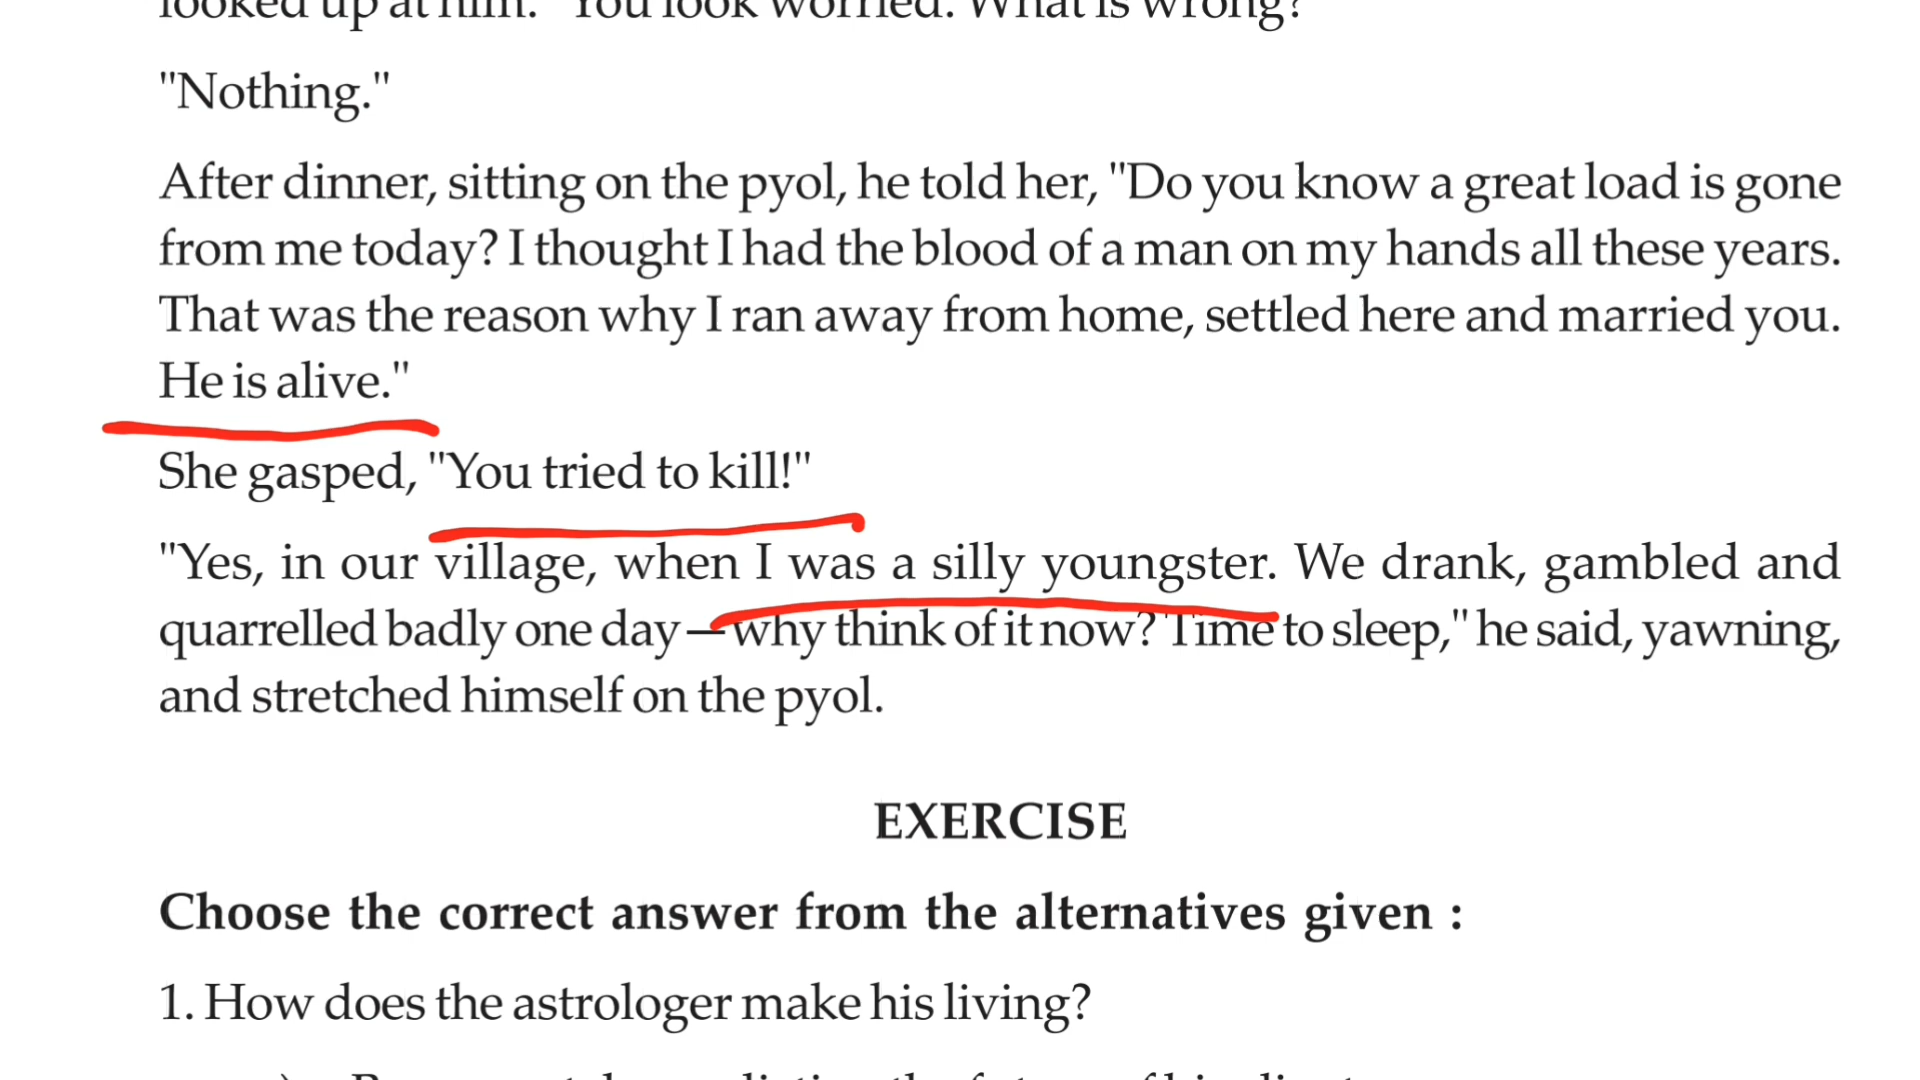 looked up at him. "You look worried. What is wrong?"
"Nothing."
After dinner, sitting on the pyol, he told her, "Do you know a great load is gone
from me today? I thought I had the blood of a man on my hands all these years.
That was the reason why I ran away from home, settled here and married you.
He is alive."
She gasped, "You tried to kill!"
"Yes, in our village, when I was a silly youngster. We drank, gambled and
quarrelled badly one day—why think of it now? Time to sleep," he said, yawning,
and stretched himself on the pyol.
EXERCISE
Choose the correct answer from the alternatives given :
1. How does the astrologer make his living?